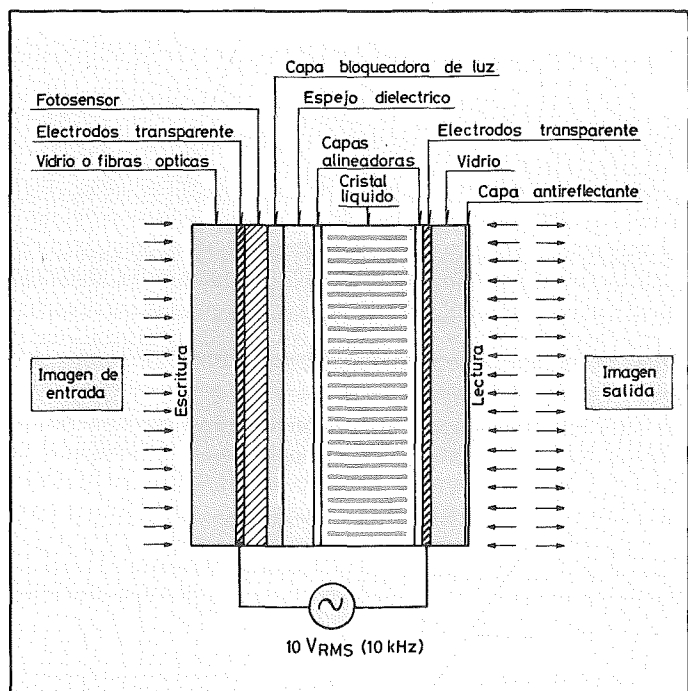 Capa bloqueadora de luz
Fotosensor
Espejo dielectrico
Electrodos transparente
Capas
alineadoras
Electrodos transparente
Vidrio o fibras opticas
Cristal
liquido
Vidrio
Capa antireflectante
Imagen de
entrada
Escritura
Lectura
Imagen
salida
10 VRMS (10 kHz)